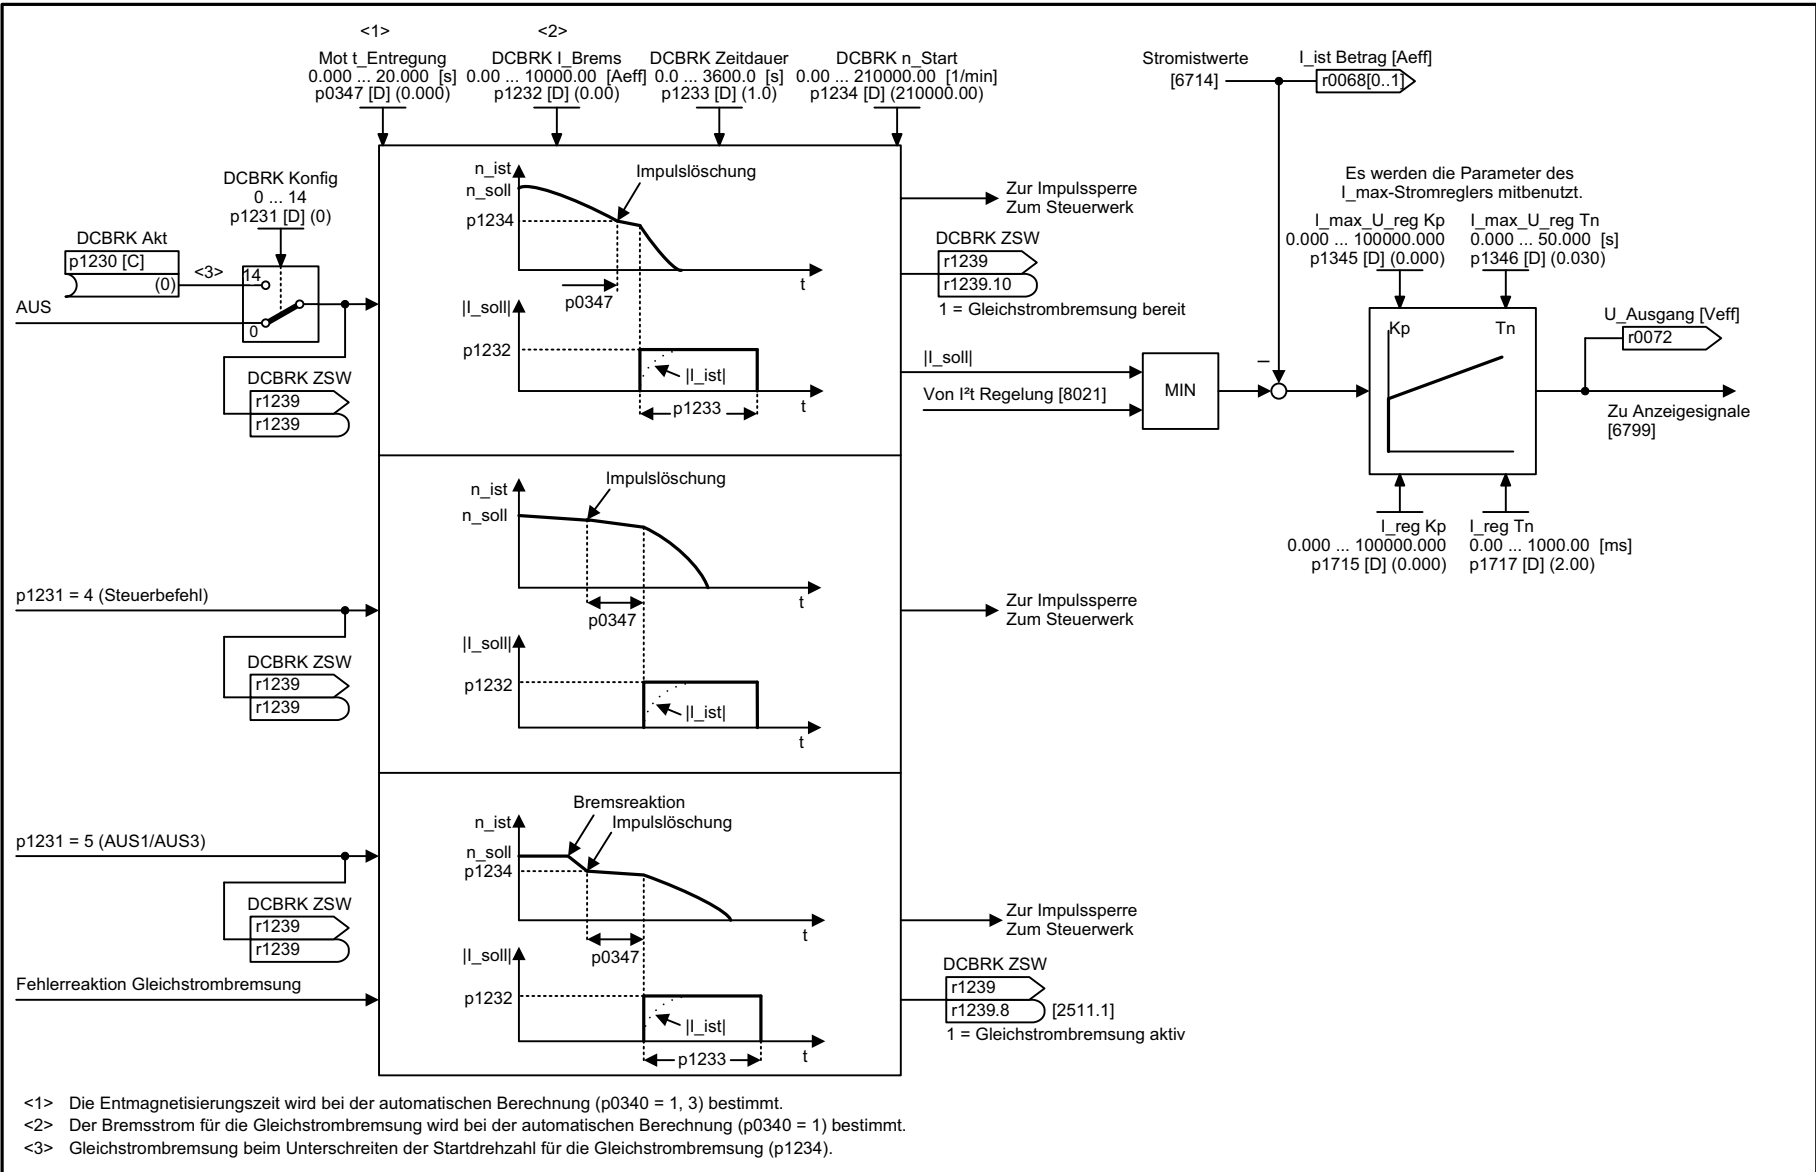 <1>
Mot t_Entregung
0.000 ... 20.000 [s]
p0347 [D] (0.000)
<2>
DCBRK I_Brems
0.00 ... 10000.00 [Aeff]
p1232 [D] (0.00)
DCBRK Zeitdauer
0.0 ... 3600.0 [s]
p1233 [D] (1.0)
DCBRK n_Start
0.00 ... 210000.00 [1/min]
p1234 [D] (210000.00)
Stromistwerte
[6714]
I_ist Betrag [Aeff]
r0068[0..1]
DCBRK Konfig
0 ... 14
p1231 [D] (0)
DCBRK Akt
p1230 [C]
(0)
<3>
14
0
AUS
DCBRK ZSW
r1239
r1239
n_ist
n_soll
p1234
Impulslöschung
t
p0347
|I_soll|
p1232
|I_ist|
p1233
t
Zur Impulssperre
Zum Steuerwerk
DCBRK ZSW
r1239
r1239.10
1 = Gleichstrombremsung bereit
|I_soll|
Von I²t Regelung [8021]
MIN
–
Es werden die Parameter des
I_max-Stromreglers mitbenutzt.
I_max_U_reg Kp
0.000 ... 100000.000
p1345 [D] (0.000)
I_max_U_reg Tn
0.000 ... 50.000 [s]
p1346 [D] (0.030)
Kp
Tn
U_Ausgang [Veff]
r0072
Zu Anzeigesignale
[6799]
I_reg Kp
0.000 ... 100000.000
p1715 [D] (0.000)
I_reg Tn
0.00 ... 1000.00 [ms]
p1717 [D] (2.00)
p1231 = 4 (Steuerbefehl)
DCBRK ZSW
r1239
r1239
n_ist
n_soll
Impulslöschung
t
p0347
|I_soll|
p1232
|I_ist|
t
Zur Impulssperre
Zum Steuerwerk
p1231 = 5 (AUS1/AUS3)
DCBRK ZSW
r1239
r1239
Fehlerreaktion Gleichstrombremsung
Bremsreaktion
Impulslöschung
n_ist
n_soll
p1234
t
p0347
|I_soll|
p1232
|I_ist|
p1233
t
Zur Impulssperre
Zum Steuerwerk
DCBRK ZSW
r1239
r1239.8
[2511.1]
1 = Gleichstrombremsung aktiv
<1> Die Entmagnetisierungszeit wird bei der automatischen Berechnung (p0340 = 1, 3) bestimmt.
<2> Der Bremsstrom für die Gleichstrombremsung wird bei der automatischen Berechnung (p0340 = 1) bestimmt.
<3> Gleichstrombremsung beim Unterschreiten der Startdrehzahl für die Gleichstrombremsung (p1234).